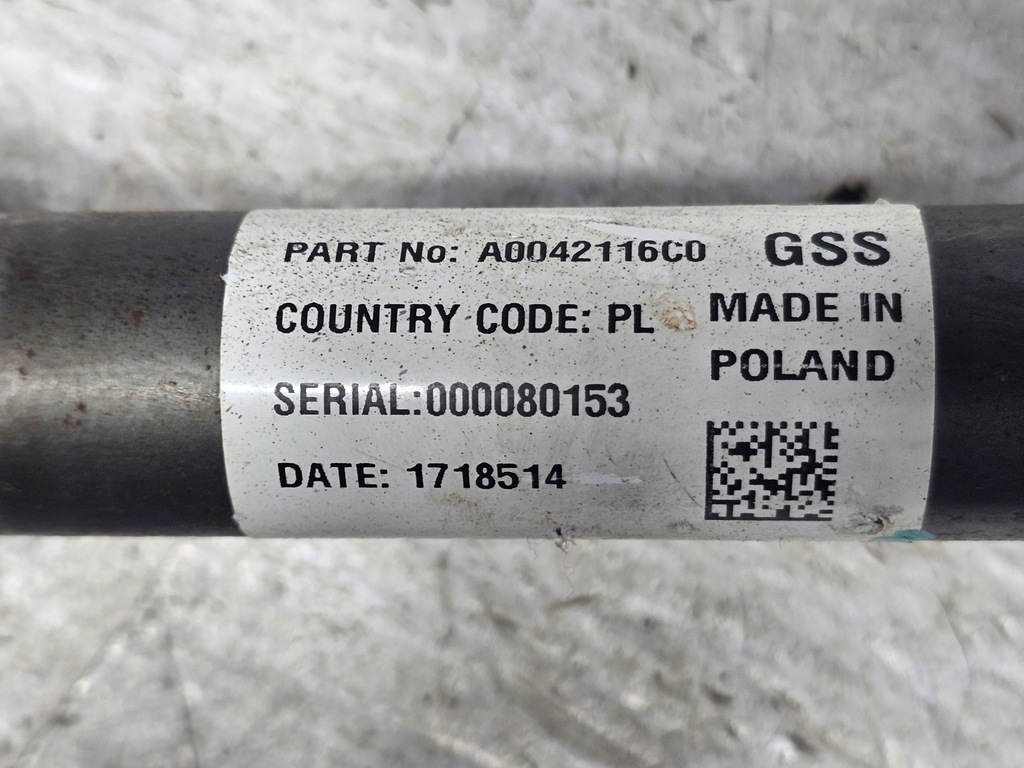 PART No: A0042116C0
GSS
COUNTRY CODE: PL
MADE IN
POLAND
SERIAL:000080153
DATE: 1718514